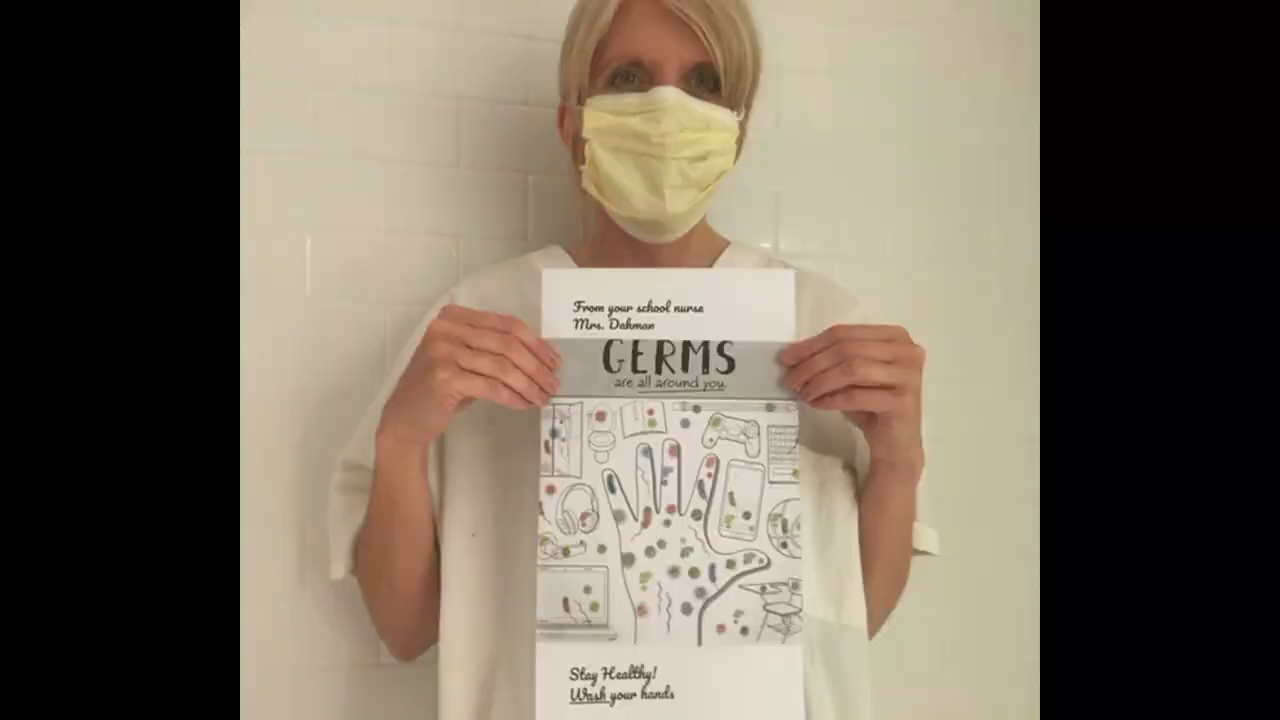 From your school nurse
Mrs. Dahman
GERMS
are all around you.
Stay Healthy!
Wash your hands